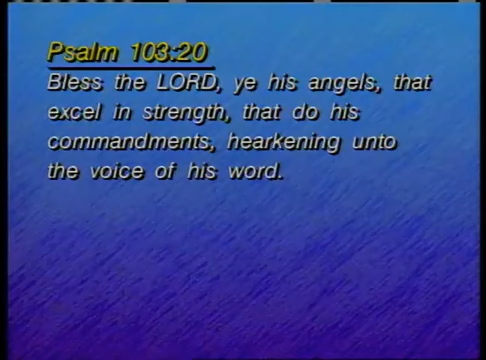 Psalm 103:20
Bless the LORD, ye his angels, that
excel in strength, that do his
commandments, hearkening unto
the voice of his word.